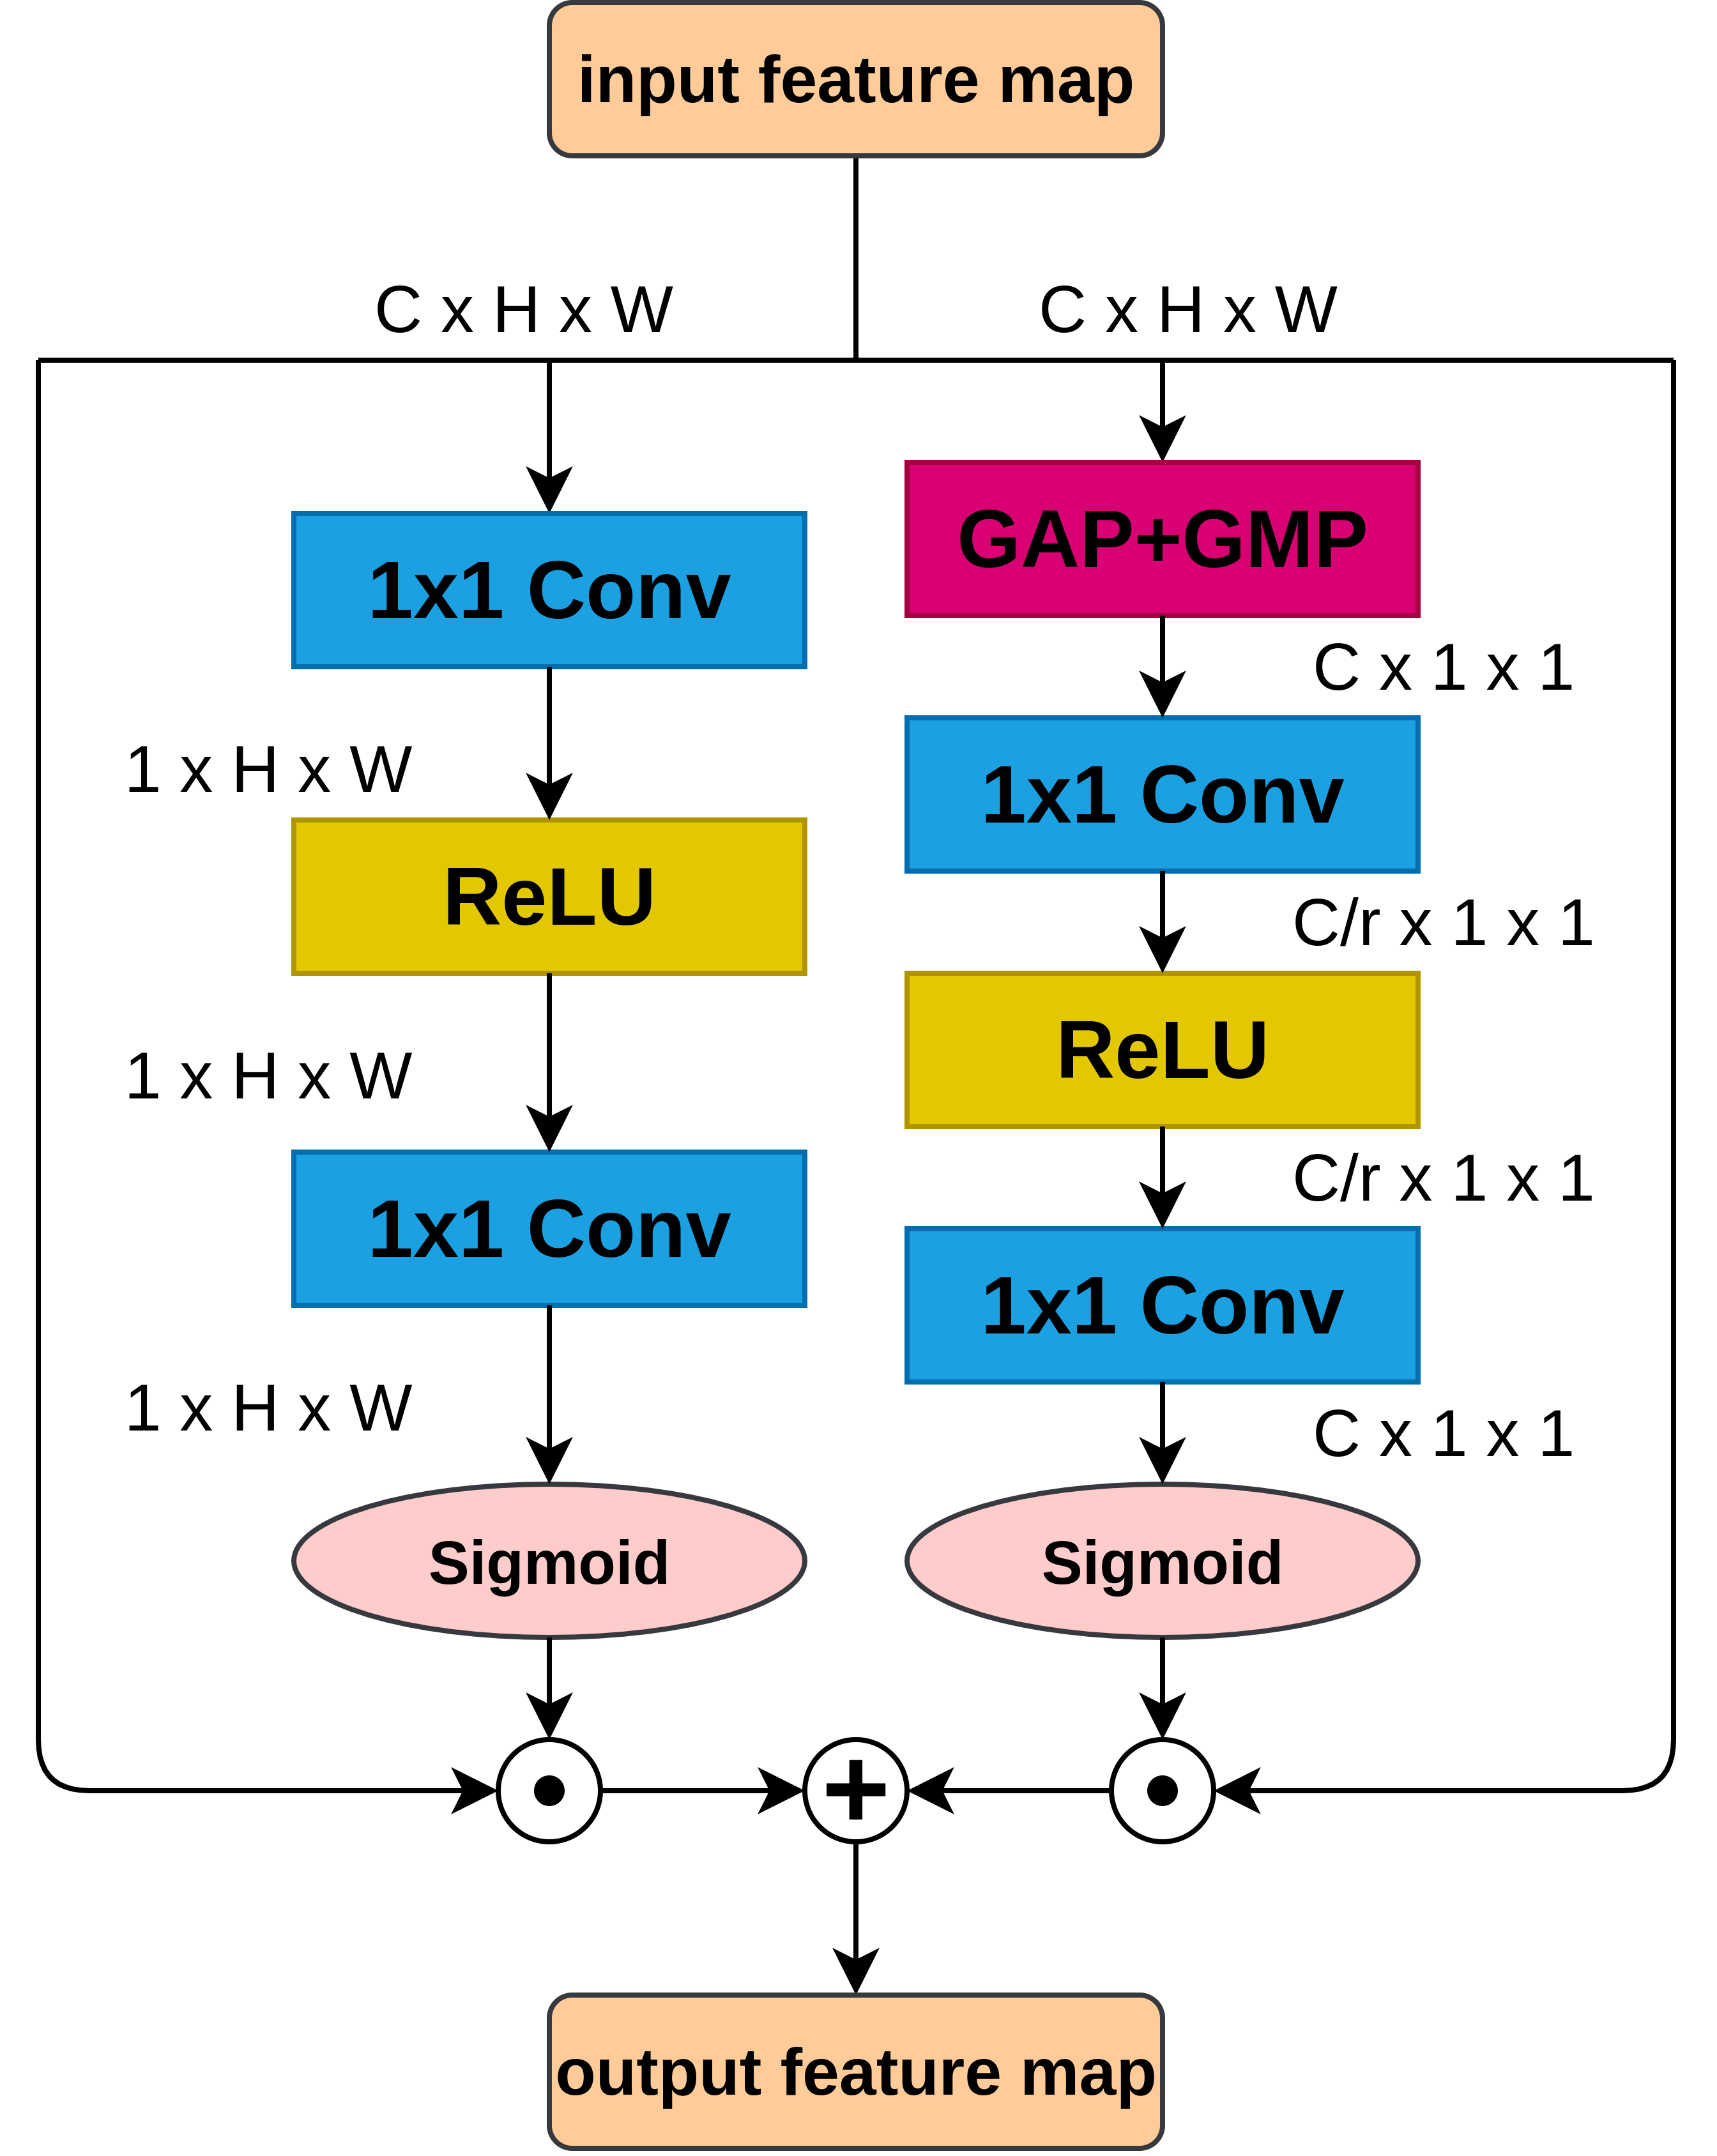 input feature map
C x H x W
C x H x W
1x1 Conv
1 x H x W
ReLU
1 x H x W
1x1 Conv
1 x H x W
Sigmoid
GAP+GMP
C x 1 x 1
1x1 Conv
C/r x 1 x 1
ReLU
C/r x 1 x 1
1x1 Conv
C x 1 x 1
Sigmoid
+
output feature map